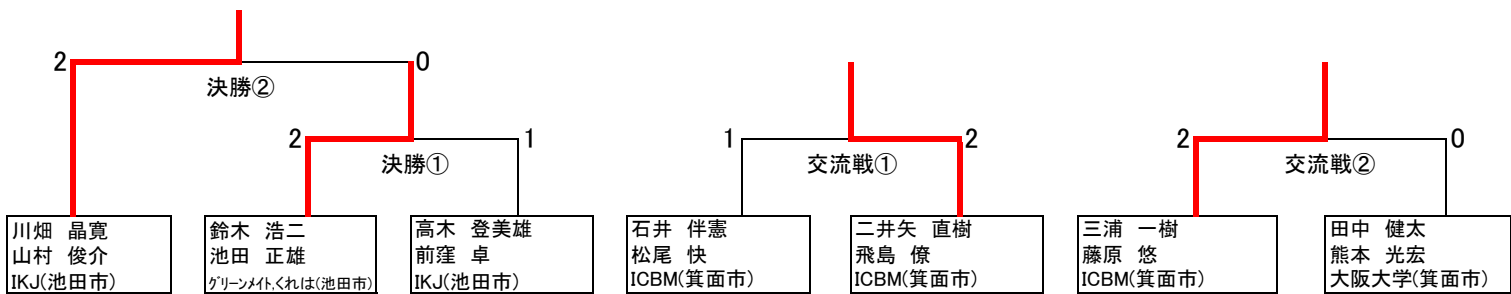 2 0
決勝②
2 1 1 2 2 0
決勝① 交流戦① 交流戦②
川畑 晶寛
山村 俊介
IKJ(池田市)
鈴木 浩二
池田 正雄
グリーンメイト,くれは(池田市)
高木 登美雄
前窪 卓
IKJ(池田市)
石井 伴憲
松尾 快
ICBM(箕面市)
二井矢 直樹
飛島 僚
ICBM(箕面市)
三浦 一樹
藤原 悠
ICBM(箕面市)
田中 健太
熊本 光宏
大阪大学(箕面市)